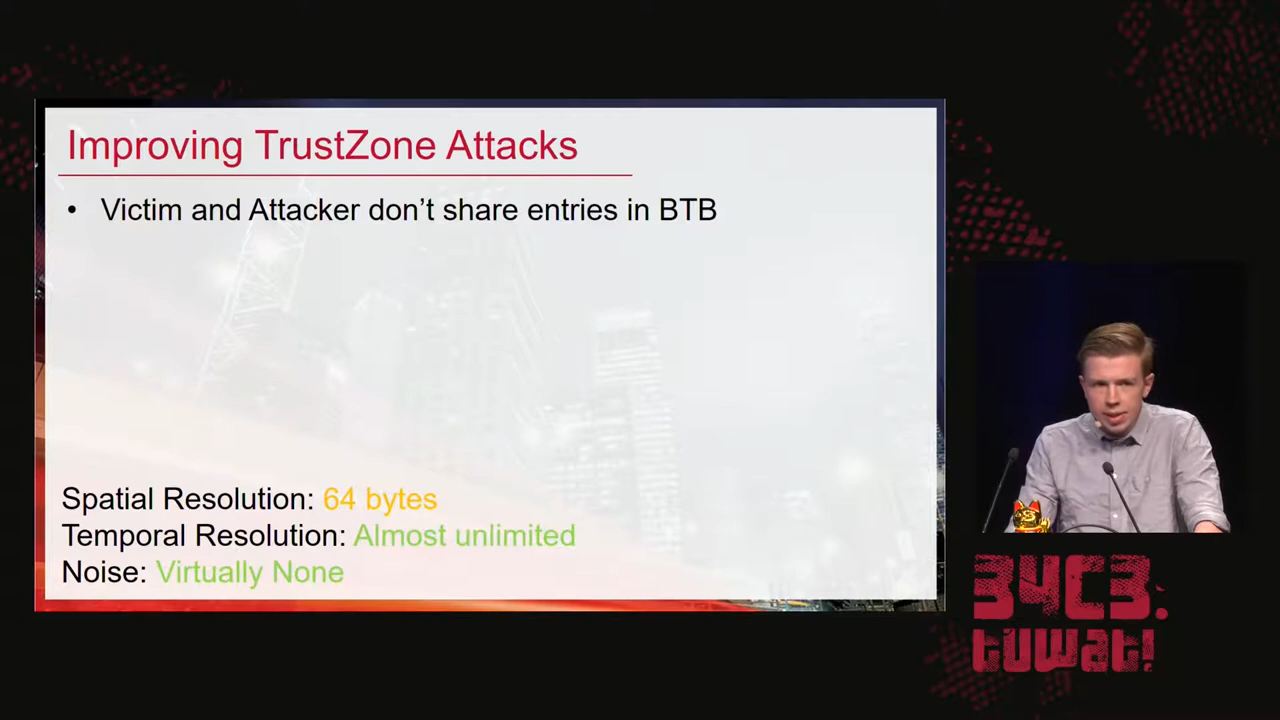 Improving TrustZone Attacks
• Victim and Attacker don't share entries in BTB
Spatial Resolution: 64 bytes
Temporal Resolution: Almost unlimited
Noise: Virtually None
34C3.
tuwat!